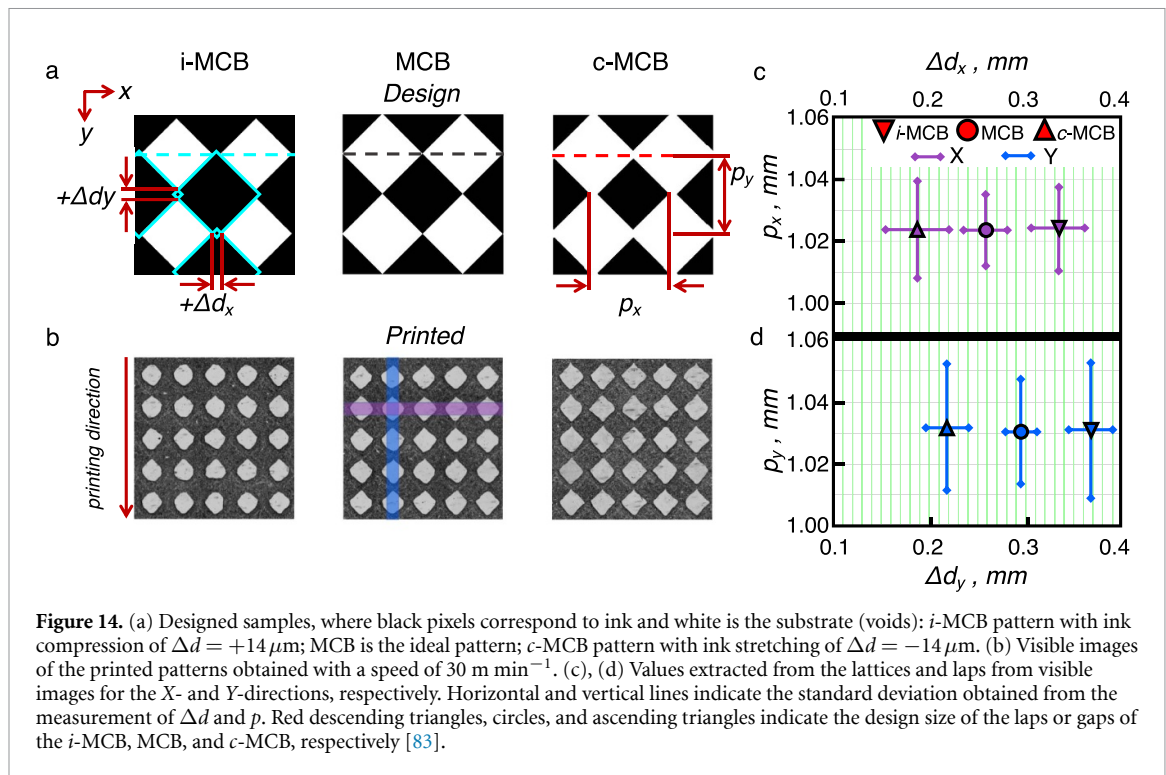 a
i-MCB
MCB
c-MCB
Design
x
y
+Δdy
+Δd_x
p_y
p_x
b
Printed
printing direction
c
Δd_x , mm
0.1 0.2 0.3 0.4
1.06
1.04
1.02
1.00
p_x , mm
i-MCB MCB c-MCB
X Y
d
1.06
1.04
1.02
1.00
p_y , mm
0.1 0.2 0.3 0.4
Δd_y , mm
Figure 14. (a) Designed samples, where black pixels correspond to ink and white is the substrate (voids): i-MCB pattern with ink
compression of Δd = +14 μm; MCB is the ideal pattern; c-MCB pattern with ink stretching of Δd = −14 μm. (b) Visible images
of the printed patterns obtained with a speed of 30 m min⁻¹. (c), (d) Values extracted from the lattices and laps from visible
images for the X- and Y-directions, respectively. Horizontal and vertical lines indicate the standard deviation obtained from the
measurement of Δd and p. Red descending triangles, circles, and ascending triangles indicate the design size of the laps or gaps of
the i-MCB, MCB, and c-MCB, respectively [83].